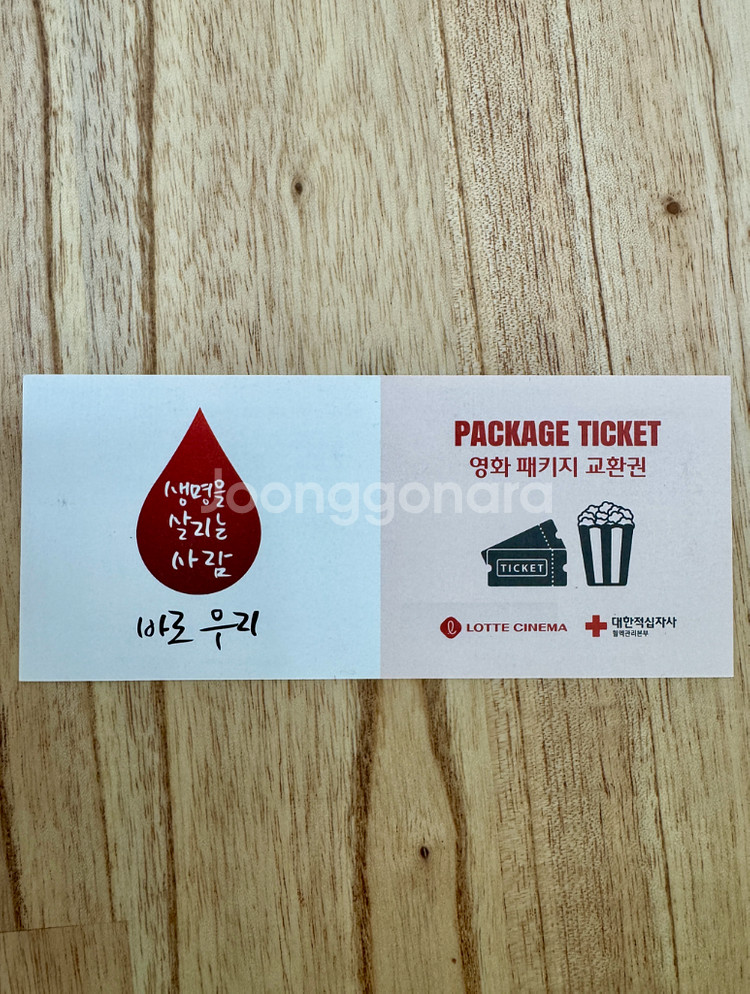 생명을
살리는
사람
바로 우리
PACKAGE TICKET
영화 패키지 교환권
TICKET
LOTTE CINEMA
대한적십자사
혈액관리본부
Joonggonara